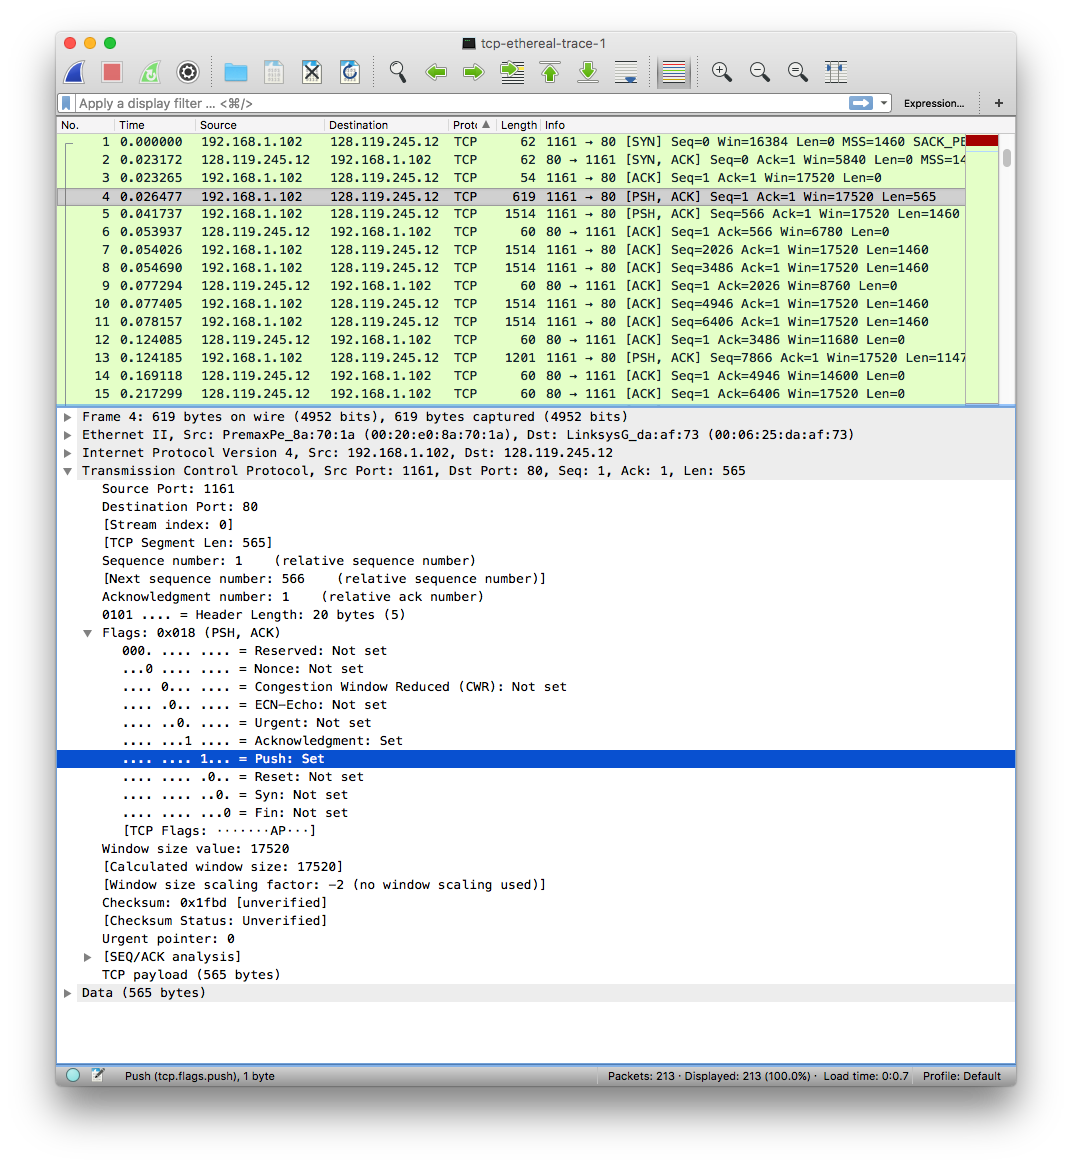 tcp-ethereal-trace-1
Apply a display filter ... <⌘/>
Expression...
+
No. Time Source Destination Proto Length Info
1 0.000000 192.168.1.102 128.119.245.12 TCP 62 1161 → 80 [SYN] Seq=0 Win=16384 Len=0 MSS=1460 SACK_PE
2 0.023172 128.119.245.12 192.168.1.102 TCP 62 80 → 1161 [SYN, ACK] Seq=0 Ack=1 Win=5840 Len=0 MSS=14
3 0.023265 192.168.1.102 128.119.245.12 TCP 54 1161 → 80 [ACK] Seq=1 Ack=1 Win=17520 Len=0
4 0.026477 192.168.1.102 128.119.245.12 TCP 619 1161 → 80 [PSH, ACK] Seq=1 Ack=1 Win=17520 Len=565
5 0.041737 192.168.1.102 128.119.245.12 TCP 1514 1161 → 80 [PSH, ACK] Seq=566 Ack=1 Win=17520 Len=1460
6 0.053937 128.119.245.12 192.168.1.102 TCP 60 80 → 1161 [ACK] Seq=1 Ack=566 Win=6780 Len=0
7 0.054026 192.168.1.102 128.119.245.12 TCP 1514 1161 → 80 [ACK] Seq=2026 Ack=1 Win=17520 Len=1460
8 0.054690 192.168.1.102 128.119.245.12 TCP 1514 1161 → 80 [ACK] Seq=3486 Ack=1 Win=17520 Len=1460
9 0.077294 128.119.245.12 192.168.1.102 TCP 60 80 → 1161 [ACK] Seq=1 Ack=2026 Win=8760 Len=0
10 0.077405 192.168.1.102 128.119.245.12 TCP 1514 1161 → 80 [ACK] Seq=4946 Ack=1 Win=17520 Len=1460
11 0.078157 192.168.1.102 128.119.245.12 TCP 1514 1161 → 80 [ACK] Seq=6406 Ack=1 Win=17520 Len=1460
12 0.124085 128.119.245.12 192.168.1.102 TCP 60 80 → 1161 [ACK] Seq=1 Ack=3486 Win=11680 Len=0
13 0.124185 192.168.1.102 128.119.245.12 TCP 1201 1161 → 80 [PSH, ACK] Seq=7866 Ack=1 Win=17520 Len=1147
14 0.169118 128.119.245.12 192.168.1.102 TCP 60 80 → 1161 [ACK] Seq=1 Ack=4946 Win=14600 Len=0
15 0.217299 128.119.245.12 192.168.1.102 TCP 60 80 → 1161 [ACK] Seq=1 Ack=6406 Win=17520 Len=0
Frame 4: 619 bytes on wire (4952 bits), 619 bytes captured (4952 bits)
Ethernet II, Src: PremaxPe_8a:70:1a (00:20:e0:8a:70:1a), Dst: LinksysG_da:af:73 (00:06:25:da:af:73)
Internet Protocol Version 4, Src: 192.168.1.102, Dst: 128.119.245.12
Transmission Control Protocol, Src Port: 1161, Dst Port: 80, Seq: 1, Ack: 1, Len: 565
Source Port: 1161
Destination Port: 80
[Stream index: 0]
[TCP Segment Len: 565]
Sequence number: 1 (relative sequence number)
[Next sequence number: 566 (relative sequence number)]
Acknowledgment number: 1 (relative ack number)
0101 .... = Header Length: 20 bytes (5)
Flags: 0x018 (PSH, ACK)
000. .... .... = Reserved: Not set
...0 .... .... = Nonce: Not set
.... 0... .... = Congestion Window Reduced (CWR): Not set
.... .0.. .... = ECN-Echo: Not set
.... ..0. .... = Urgent: Not set
.... ...1 .... = Acknowledgment: Set
.... .... 1... = Push: Set
.... .... .0.. = Reset: Not set
.... .... ..0. = Syn: Not set
.... .... ...0 = Fin: Not set
[TCP Flags: ·······AP···]
Window size value: 17520
[Calculated window size: 17520]
[Window size scaling factor: -2 (no window scaling used)]
Checksum: 0x1fbd [unverified]
[Checksum Status: Unverified]
Urgent pointer: 0
[SEQ/ACK analysis]
TCP payload (565 bytes)
Data (565 bytes)
Push (tcp.flags.push), 1 byte Packets: 213 · Displayed: 213 (100.0%) · Load time: 0:0.7 Profile: Default